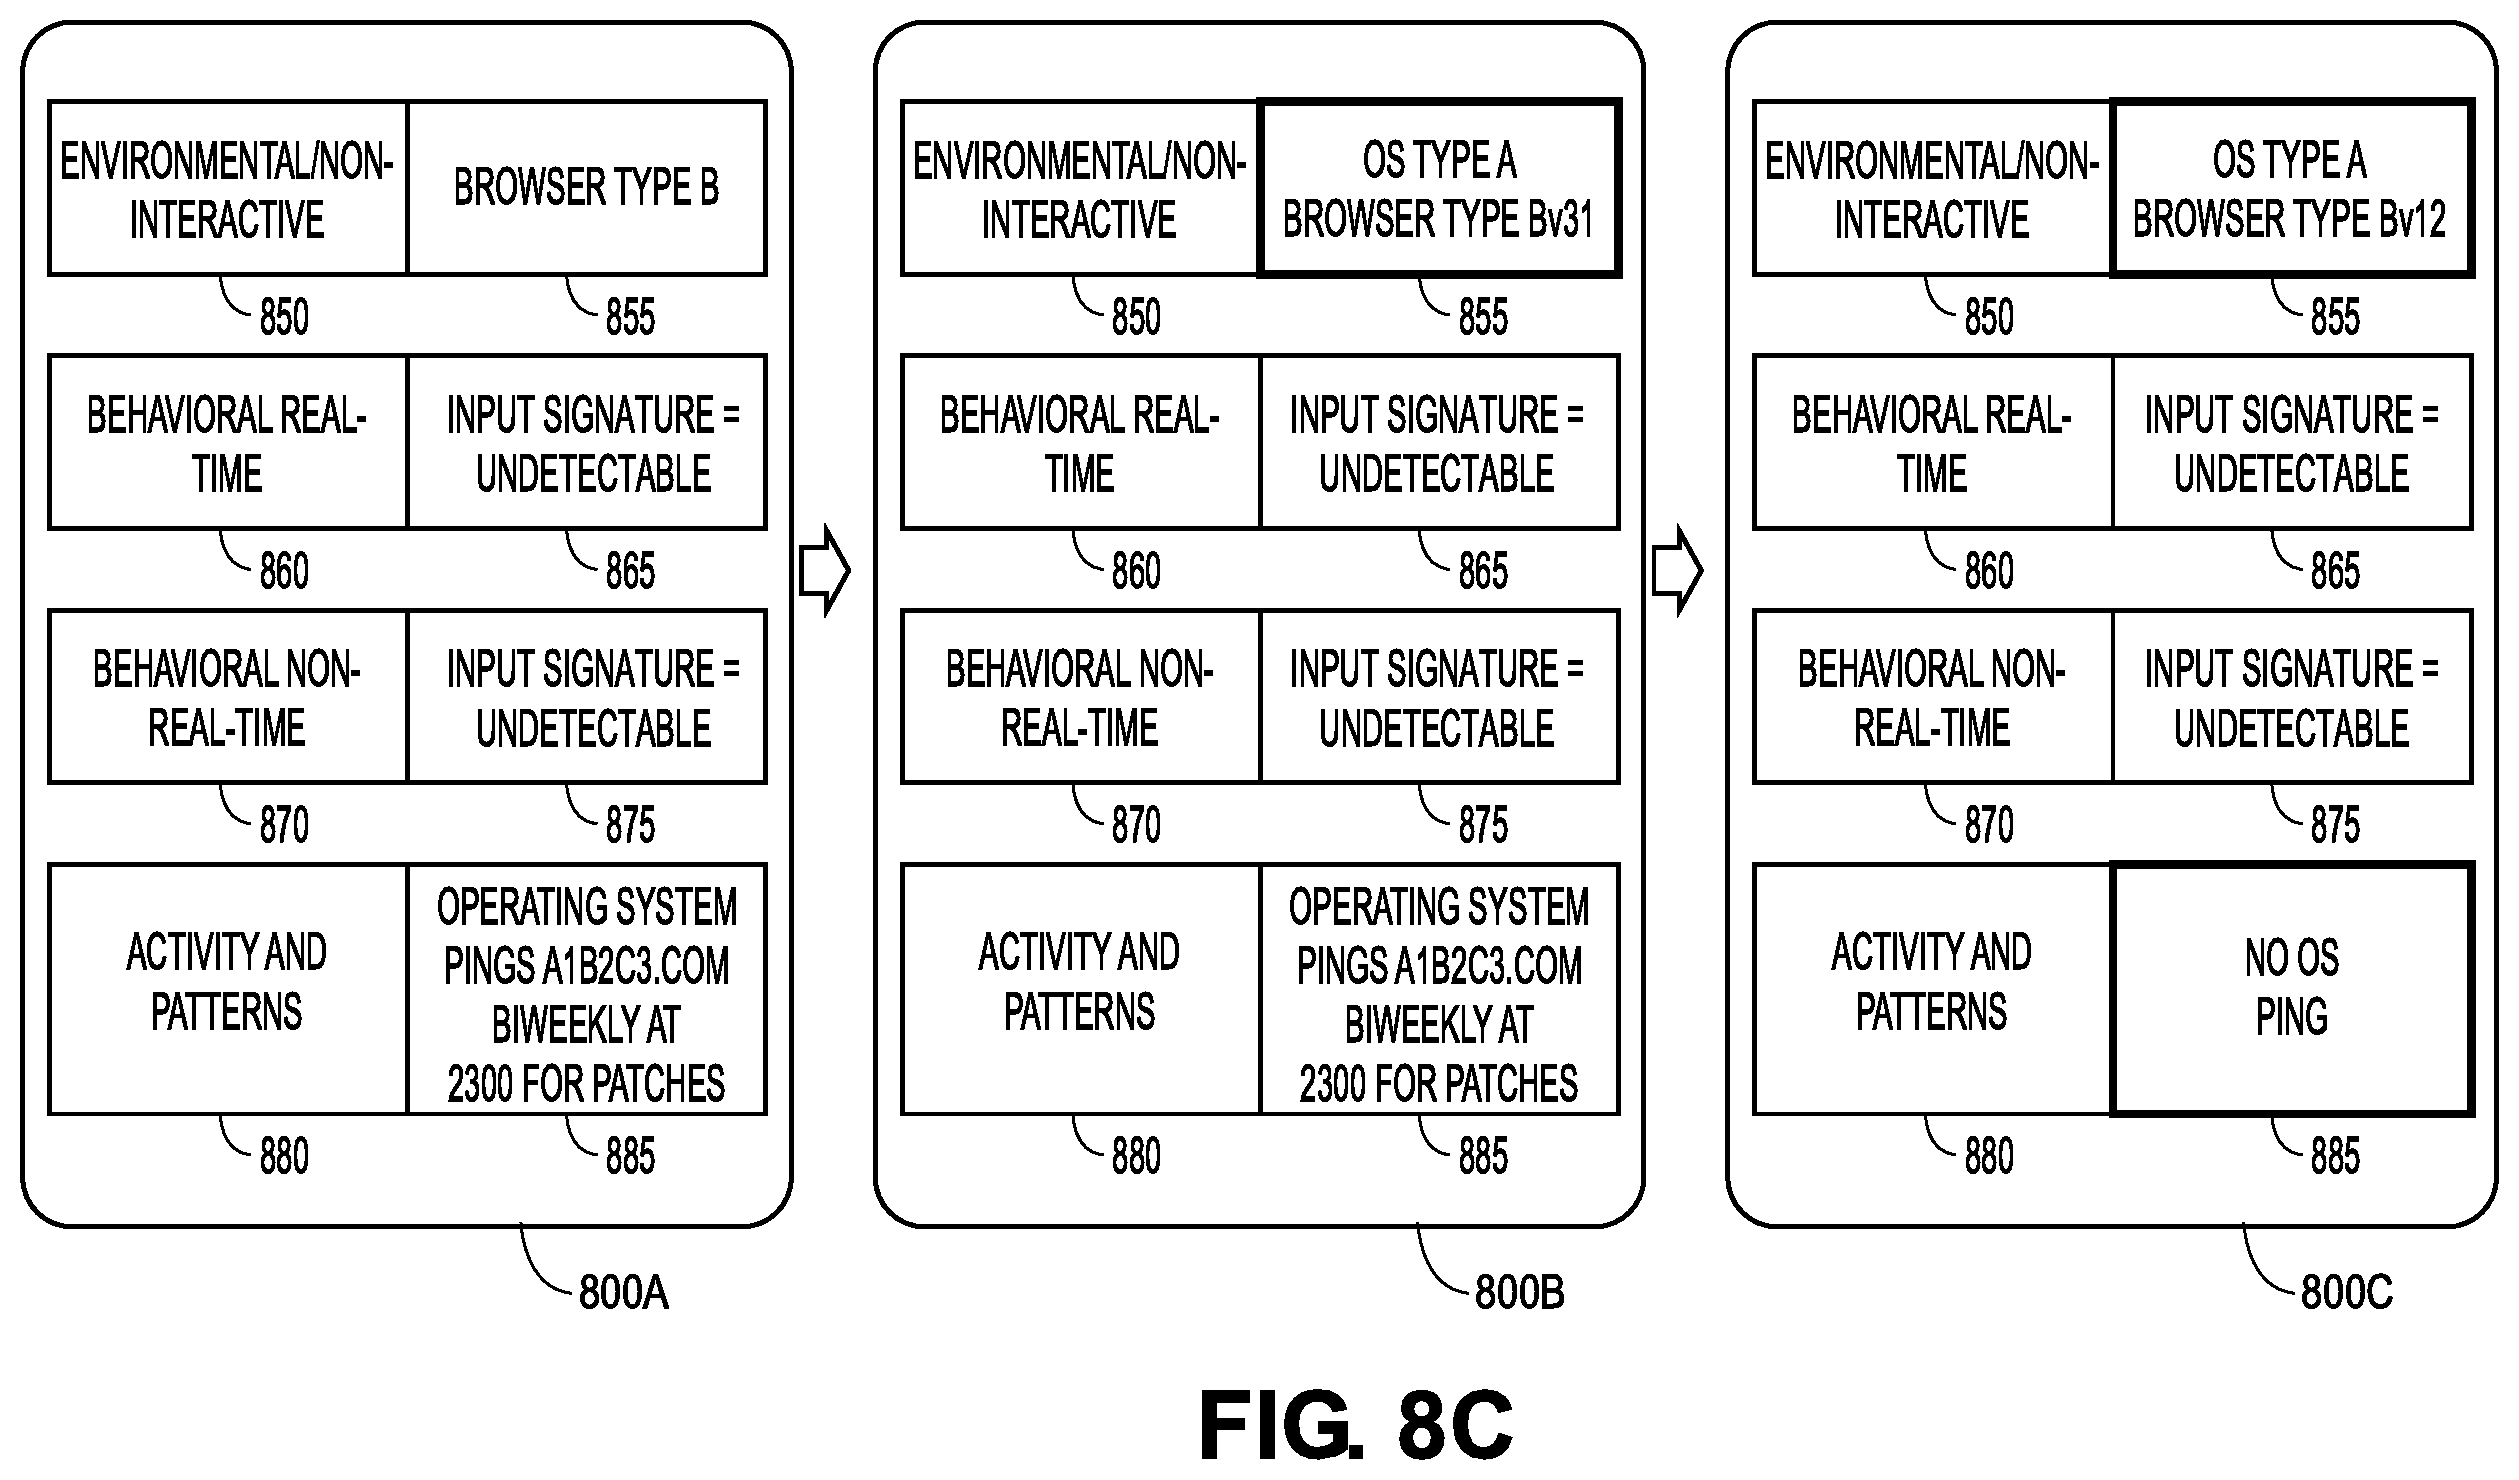 ENVIRONMENTAL/NON-
INTERACTIVE
BROWSER TYPE B
850
855
BEHAVIORAL REAL-
TIME
INPUT SIGNATURE =
UNDETECTABLE
860
865
BEHAVIORAL NON-
REAL-TIME
INPUT SIGNATURE =
UNDETECTABLE
870
875
ACTIVITY AND
PATTERNS
OPERATING SYSTEM
PINGS A1B2C3.COM
BIWEEKLY AT
2300 FOR PATCHES
880
885
800A
ENVIRONMENTAL/NON-
INTERACTIVE
OS TYPE A
BROWSER TYPE Bv31
850
855
BEHAVIORAL REAL-
TIME
INPUT SIGNATURE =
UNDETECTABLE
860
865
BEHAVIORAL NON-
REAL-TIME
INPUT SIGNATURE =
UNDETECTABLE
870
875
ACTIVITY AND
PATTERNS
OPERATING SYSTEM
PINGS A1B2C3.COM
BIWEEKLY AT
2300 FOR PATCHES
880
885
800B
ENVIRONMENTAL/NON-
INTERACTIVE
OS TYPE A
BROWSER TYPE Bv12
850
855
BEHAVIORAL REAL-
TIME
INPUT SIGNATURE =
UNDETECTABLE
860
865
BEHAVIORAL NON-
REAL-TIME
INPUT SIGNATURE =
UNDETECTABLE
870
875
ACTIVITY AND
PATTERNS
NO OS
PING
880
885
800C
FIG. 8C